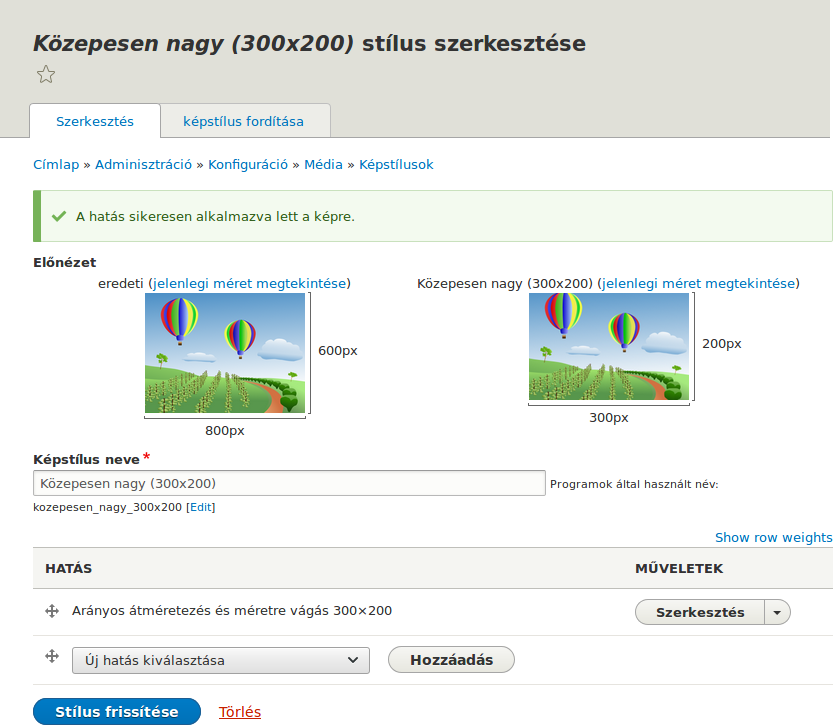 Közepesen nagy (300x200) stílus szerkesztése
Szerkesztés
képstílus fordítása
Címlap » Adminisztráció » Konfiguráció » Média » Képstílusok
A hatás sikeresen alkalmazva lett a képre.
Előnézet
eredeti (jelenlegi méret megtekintése)
600px
800px
Közepesen nagy (300x200) (jelenlegi méret megtekintése)
200px
300px
Képstílus neve *
Közepesen nagy (300x200)
Programok által használt név:
kozepesen_nagy_300x200 [Edit]
Show row weights
HATÁS MŰVELETEK
Arányos átméretezés és méretre vágás 300×200 Szerkesztés
Új hatás kiválasztása Hozzáadás
Stílus frissítése Törlés